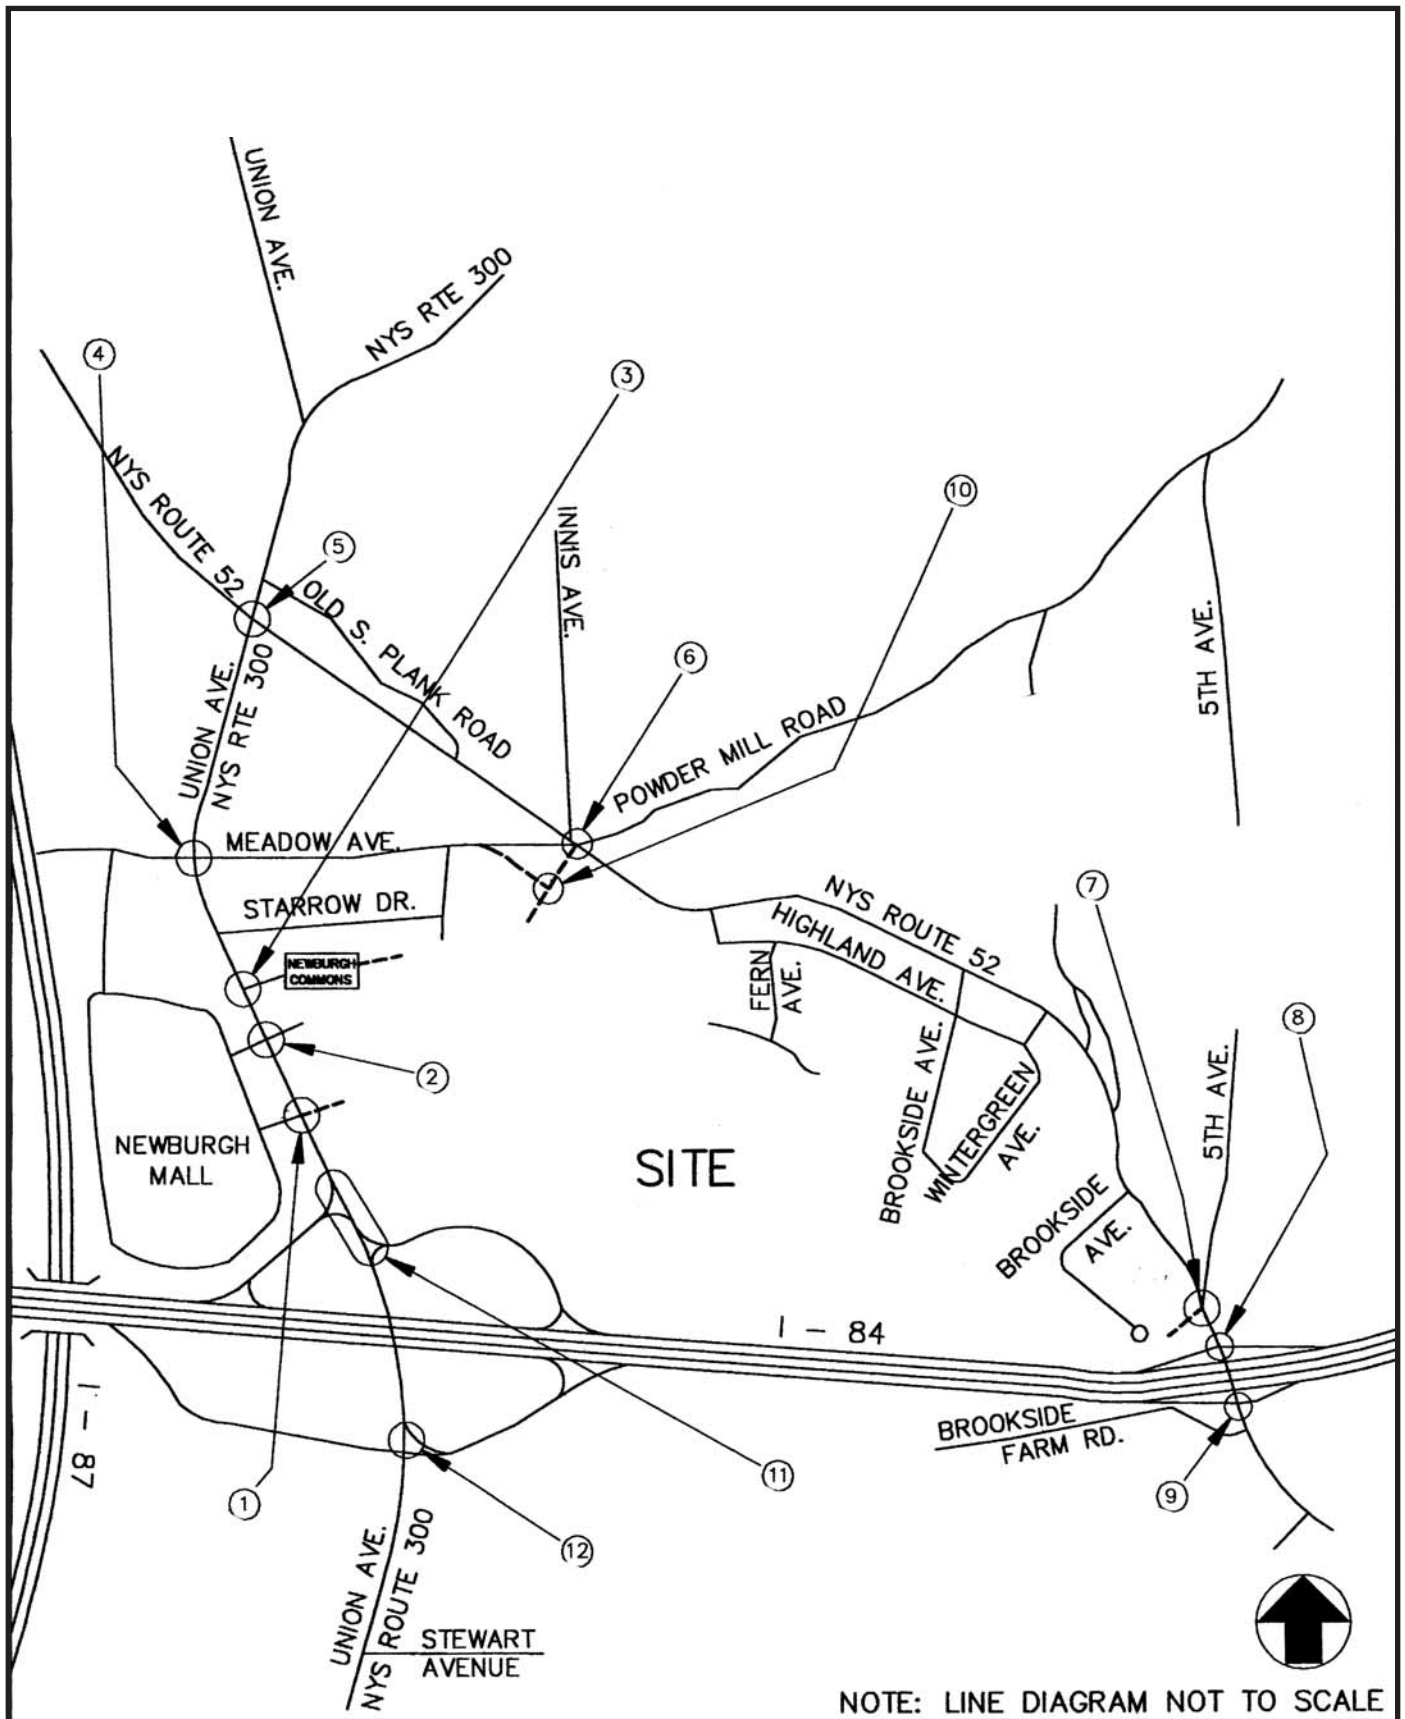 UNION AVE.
NYS RTE 300
4
3
NYS ROUTE 52
10
INNIS AVE.
5
OLD S. PLANK ROAD
5TH AVE.
UNION AVE.
NYS RTE 300
6
POWDER MILL ROAD
MEADOW AVE.
STARROW DR.
NYS ROUTE 52
7
HIGHLAND AVE.
NEWBURGH
COMMONS
FERN
AVE.
8
2
BROOKSIDE AVE.
WINTERGREEN
AVE.
5TH AVE.
NEWBURGH
MALL
SITE
BROOKSIDE
AVE.
I - 84
I - 87
BROOKSIDE
FARM RD.
11
9
1
12
UNION AVE.
NYS ROUTE 300
STEWART
AVENUE
NOTE: LINE DIAGRAM NOT TO SCALE